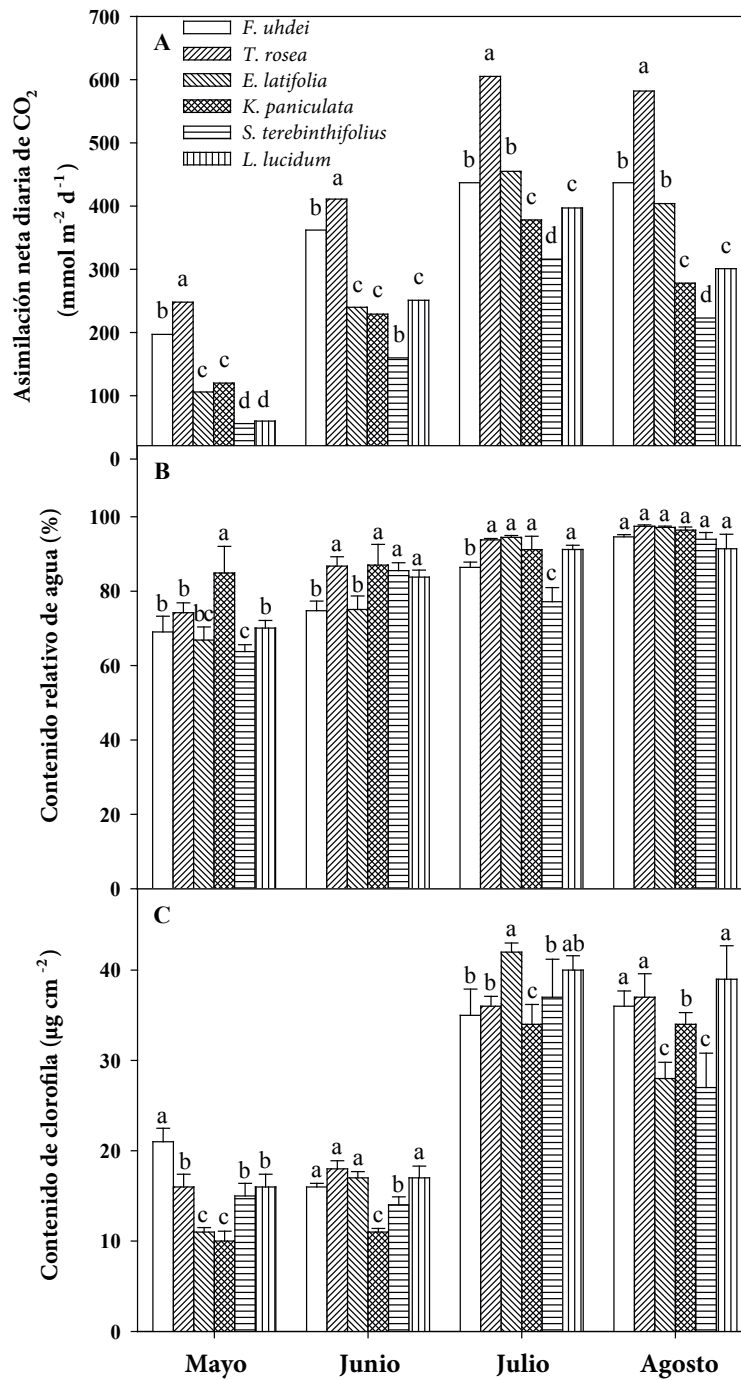 700
600
500
400
300
200
100
0
Asimilación neta diaria de CO2
(mmol m-2 d-1)
A
F. uhdei
T. rosea
E. latifolia
K. paniculata
S. terebinthifolius
L. lucidum
b a c c d d
b a c c b c
b a b c d c
b a b c d c
B
100
80
60
40
20
0
Contenido relativo de agua (%)
b b bc a c b
b a b a a a
b a a a c a
a a a a a a
C
40
30
20
10
0
Contenido de clorofila (µg cm -2)
a b c c b b
a a a c b a
b b a c b ab
a a c b c a
Mayo Junio Julio Agosto